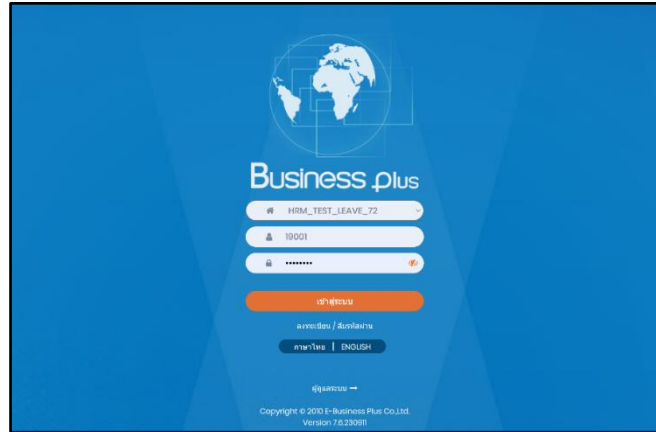 Business Plus
HRM_TEST_LEAVE_72
19001
••••••••
เข้าสู่ระบบ
ลงทะเบียน / ลืมรหัสผ่าน
ภาษาไทย | ENGLISH
ผู้ดูแลระบบ →
Copyright © 2010 E-Business Plus Co.,Ltd.
Version 7.6.230911